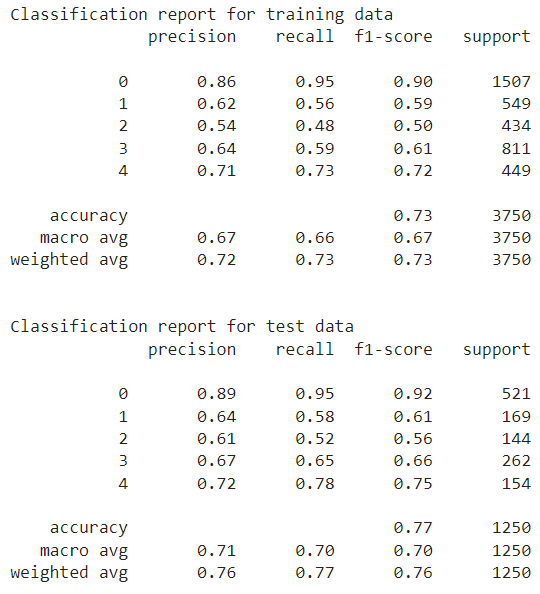 Classification report for training data
precision recall f1-score support
0 0.86 0.95 0.90 1507
1 0.62 0.56 0.59 549
2 0.54 0.48 0.50 434
3 0.64 0.59 0.61 811
4 0.71 0.73 0.72 449
accuracy 0.73 3750
macro avg 0.67 0.66 0.67 3750
weighted avg 0.72 0.73 0.73 3750
Classification report for test data
precision recall f1-score support
0 0.89 0.95 0.92 521
1 0.64 0.58 0.61 169
2 0.61 0.52 0.56 144
3 0.67 0.65 0.66 262
4 0.72 0.78 0.75 154
accuracy 0.77 1250
macro avg 0.71 0.70 0.70 1250
weighted avg 0.76 0.77 0.76 1250